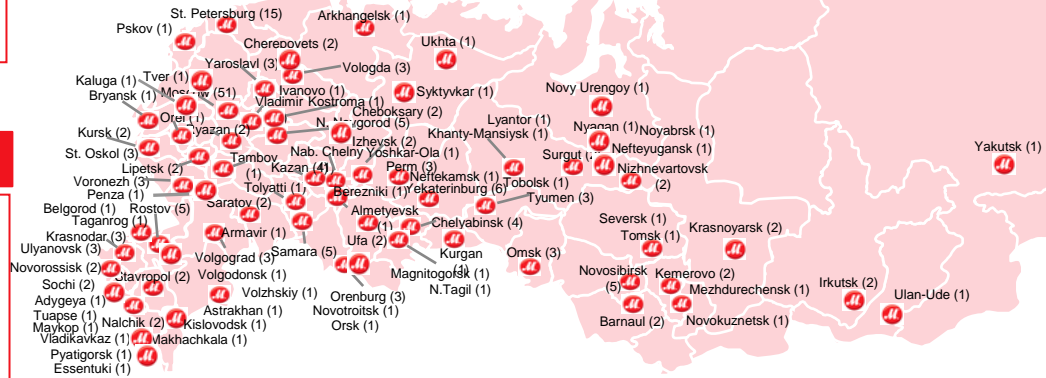 St. Petersburg (15)
Arkhangelsk (1)
Pskov (1)
Cherepovets (2)
Ukhta (1)
Yaroslavl (3)
Vologda (3)
Kaluga (1)
Tver (1)
Bryansk (1)
Moscow (51)
Ivanovo (1)
Syktyvkar (1)
Novy Urengoy (1)
Vladimir
Kostroma (1)
Cheboksary (2)
Orel (1)
Ryazan (2)
N. Novgorod (5)
Lyantor (1)
Kursk (2)
Khanty-Mansiysk (1)
Nyagan (1)
Noyabrsk (1)
Izhevsk (2)
St. Oskol (3)
Nab. Chelny
Yoshkar-Ola (1)
Nefteyugansk (1)
Yakutsk (1)
Lipetsk (2)
Tambov
(1)
Kazan (4)
Perm (3)
Surgut
Nizhnevartovsk
(2)
Neftekamsk (1)
Tobolsk (1)
Voronezh (3)
Tolyatti (1)
Berezniki (1)
Yekaterinburg (6)
Penza (1)
Tyumen (3)
Saratov (2)
Belgorod (1)
Rostov (5)
Almetyevsk
(1)
Taganrog (1)
Chelyabinsk (4)
Seversk (1)
Krasnodar (3)
Armavir (1)
Tomsk (1)
Krasnoyarsk (2)
Ulyanovsk (3)
Samara (5)
Ufa (2)
Kurgan
(1)
Omsk (3)
Volgograd (3)
Novorossisk (2)
Stavropol (2)
Volgodonsk (1)
Magnitogorsk (1)
Novosibirsk
(5)
Kemerovo (2)
Sochi (2)
Volzhskiy (1)
N.Tagil (1)
Mezhdurechensk (1)
Irkutsk (2)
Ulan-Ude (1)
Adygeya (1)
Orenburg (3)
Tuapse (1)
Astrakhan (1)
Novotroitsk (1)
Maykop (1)
Nalchik (2)
Kislovodsk (1)
Orsk (1)
Barnaul (2)
Novokuznetsk (1)
Vladikavkaz (1)
Makhachkala (1)
Pyatigorsk (1)
Essentuki (1)